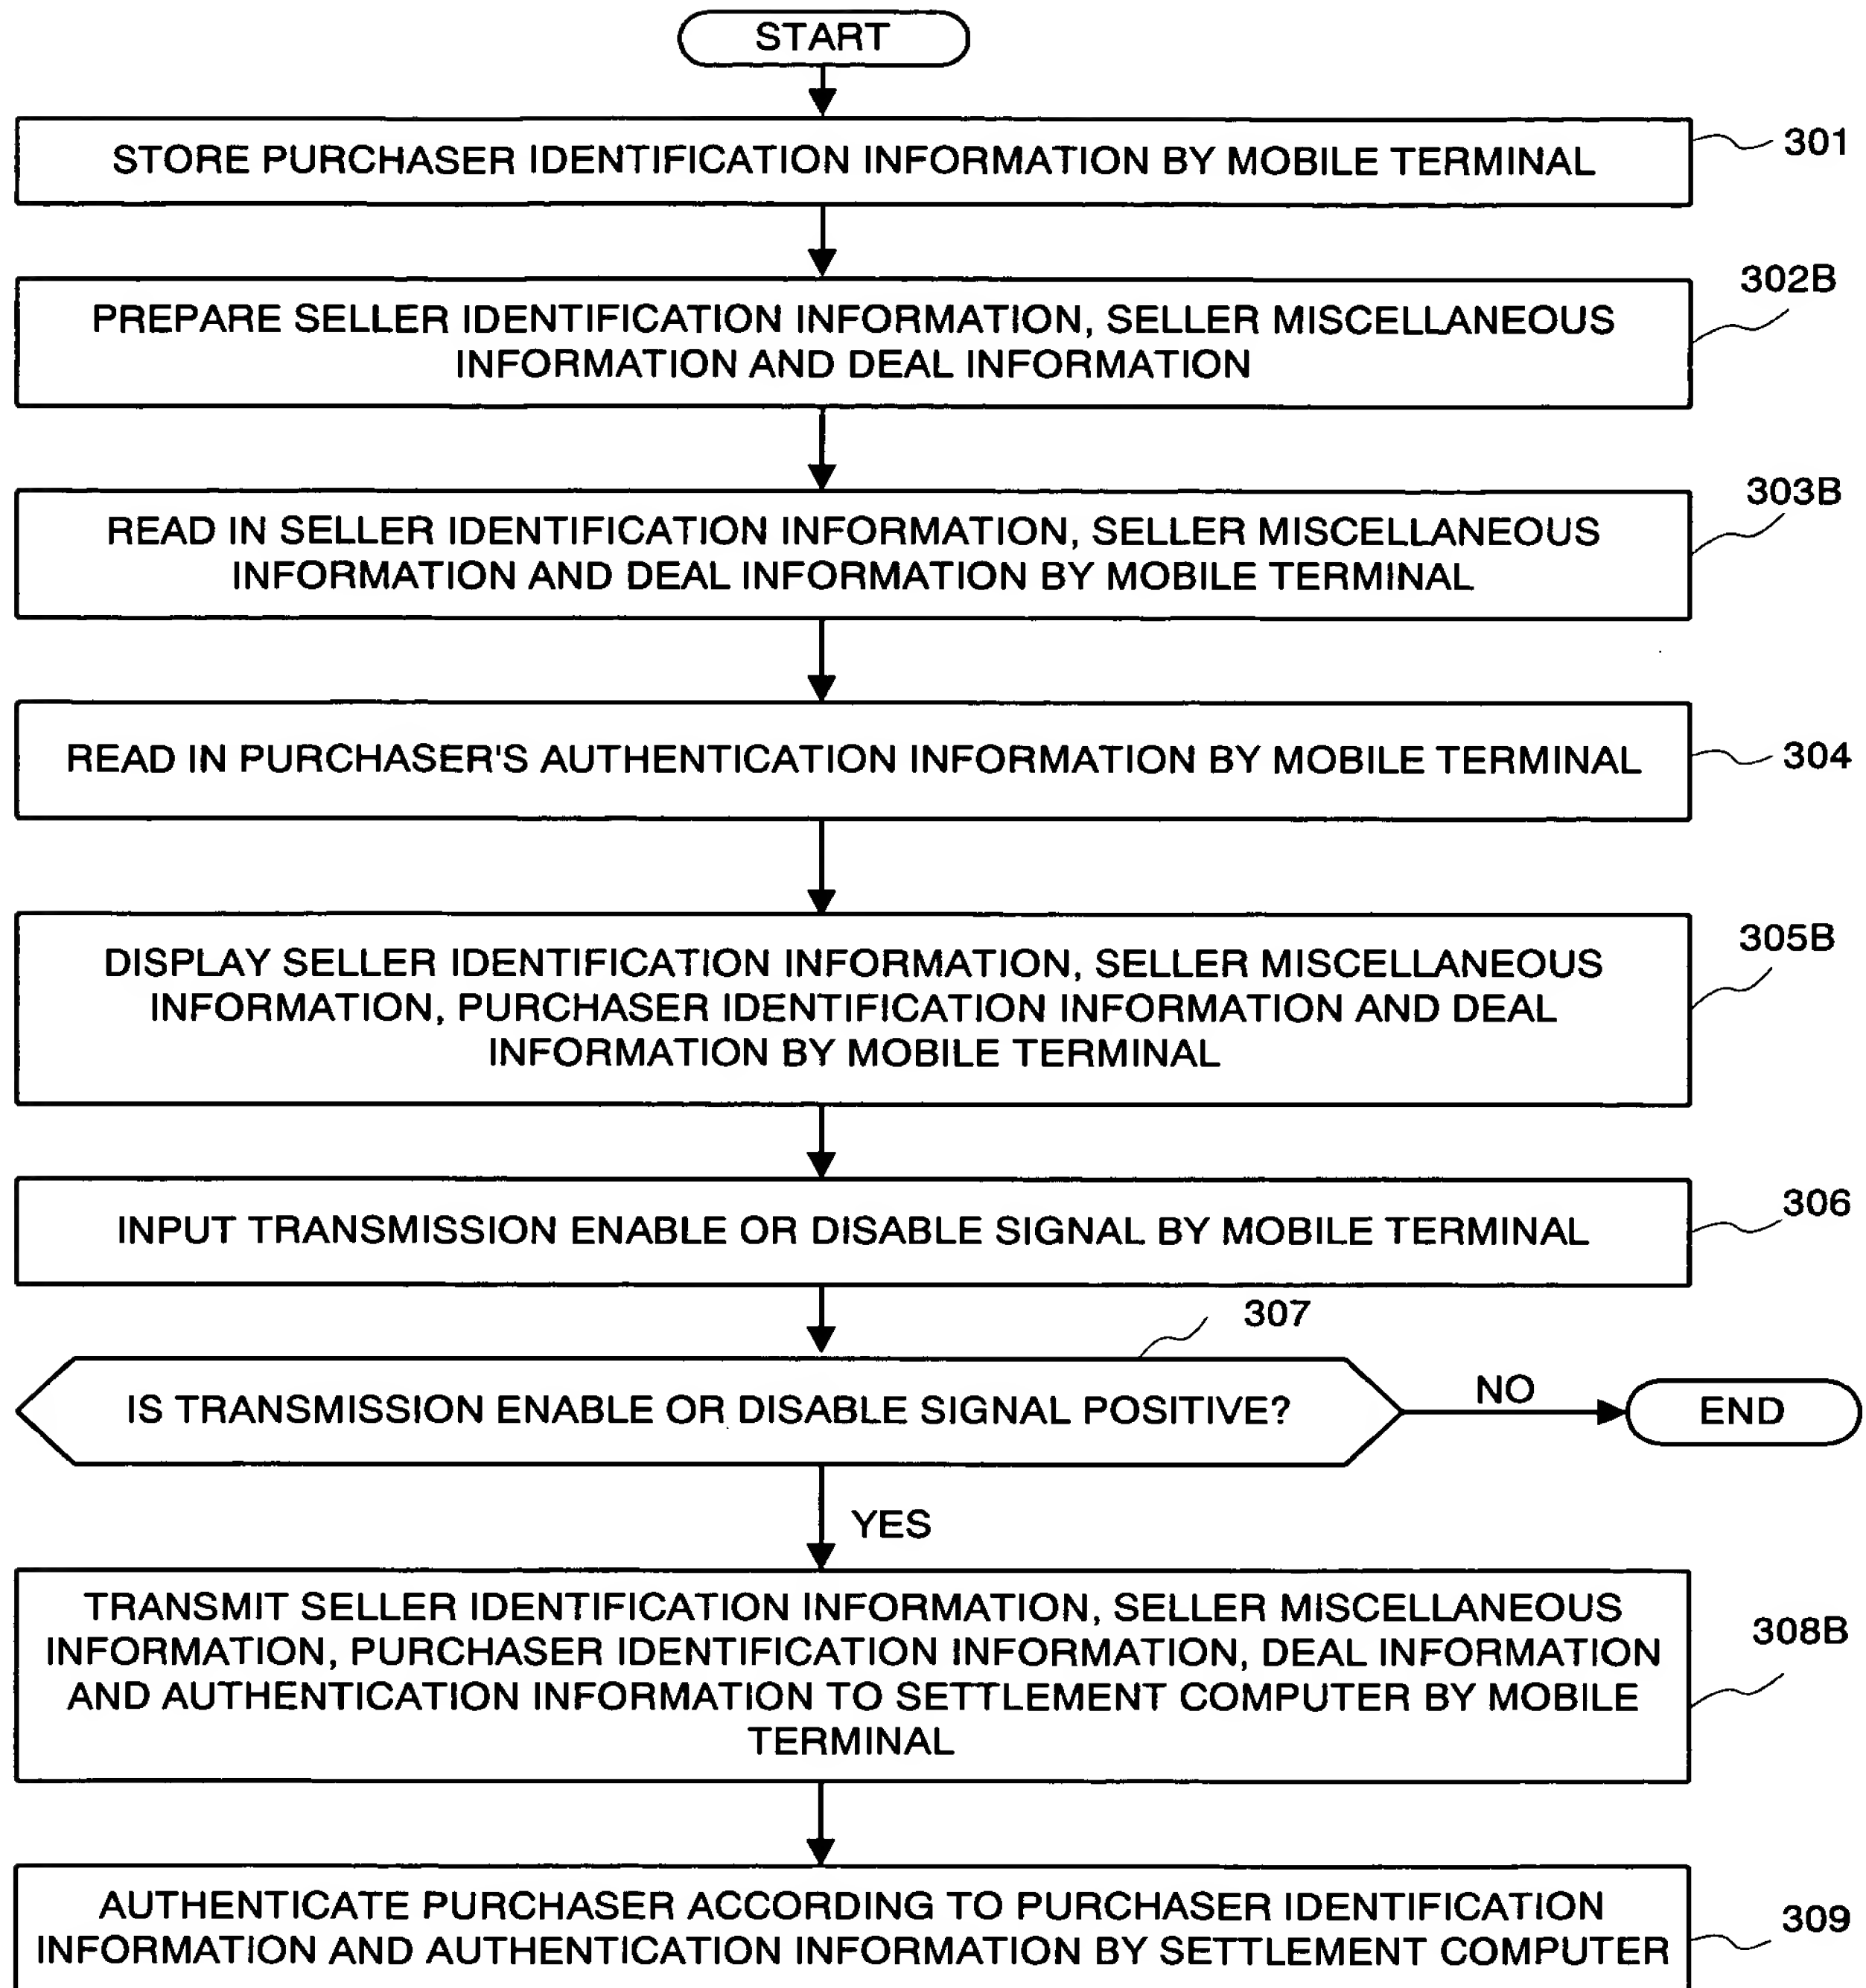 START
STORE PURCHASER IDENTIFICATION INFORMATION BY MOBILE TERMINAL
301
302B
PREPARE SELLER IDENTIFICATION INFORMATION, SELLER MISCELLANEOUS
INFORMATION AND DEAL INFORMATION
303B
READ IN SELLER IDENTIFICATION INFORMATION, SELLER MISCELLANEOUS
INFORMATION AND DEAL INFORMATION BY MOBILE TERMINAL
READ IN PURCHASER'S AUTHENTICATION INFORMATION BY MOBILE TERMINAL
304
305B
DISPLAY SELLER IDENTIFICATION INFORMATION, SELLER MISCELLANEOUS
INFORMATION, PURCHASER IDENTIFICATION INFORMATION AND DEAL
INFORMATION BY MOBILE TERMINAL
306
INPUT TRANSMISSION ENABLE OR DISABLE SIGNAL BY MOBILE TERMINAL
307
IS TRANSMISSION ENABLE OR DISABLE SIGNAL POSITIVE?
NO
END
YES
TRANSMIT SELLER IDENTIFICATION INFORMATION, SELLER MISCELLANEOUS
INFORMATION, PURCHASER IDENTIFICATION INFORMATION, DEAL INFORMATION
AND AUTHENTICATION INFORMATION TO SETTLEMENT COMPUTER BY MOBILE
TERMINAL
308B
AUTHENTICATE PURCHASER ACCORDING TO PURCHASER IDENTIFICATION
INFORMATION AND AUTHENTICATION INFORMATION BY SETTLEMENT COMPUTER
309